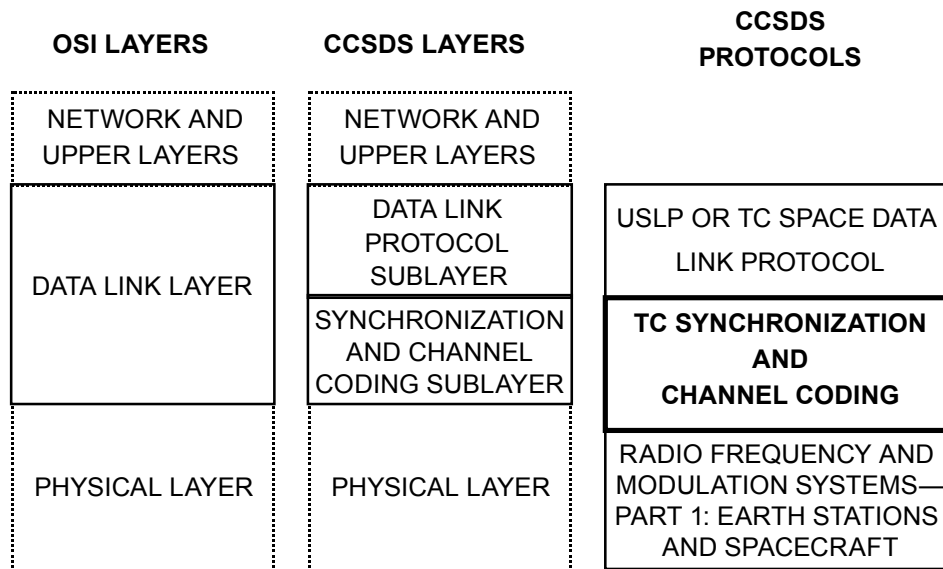 OSI LAYERS
CCSDS LAYERS
CCSDS
PROTOCOLS
NETWORK AND
UPPER LAYERS
NETWORK AND
UPPER LAYERS
DATA LINK LAYER
DATA LINK
PROTOCOL
SUBLAYER
SYNCHRONIZATION
AND CHANNEL
CODING SUBLAYER
USLP OR TC SPACE DATA
LINK PROTOCOL
TC SYNCHRONIZATION
AND
CHANNEL CODING
PHYSICAL LAYER
PHYSICAL LAYER
RADIO FREQUENCY AND
MODULATION SYSTEMS—
PART 1: EARTH STATIONS
AND SPACECRAFT